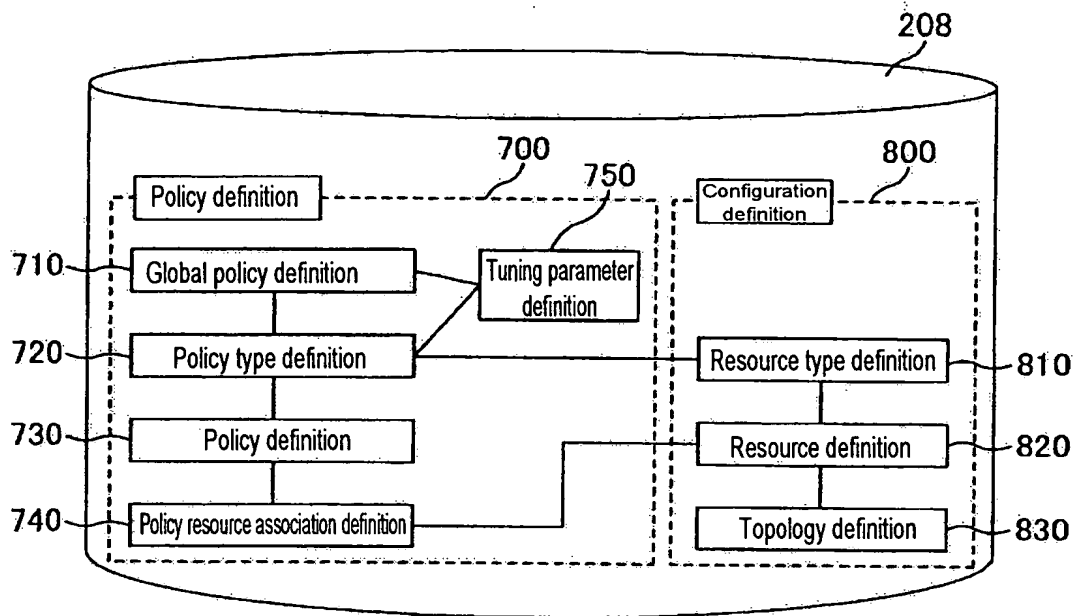 208
700
750
800
Policy definition
Configuration
definition
710
Global policy definition
Tuning parameter
definition
720
Policy type definition
Resource type definition
810
730
Policy definition
Resource definition
820
740
Policy resource association definition
Topology definition
830